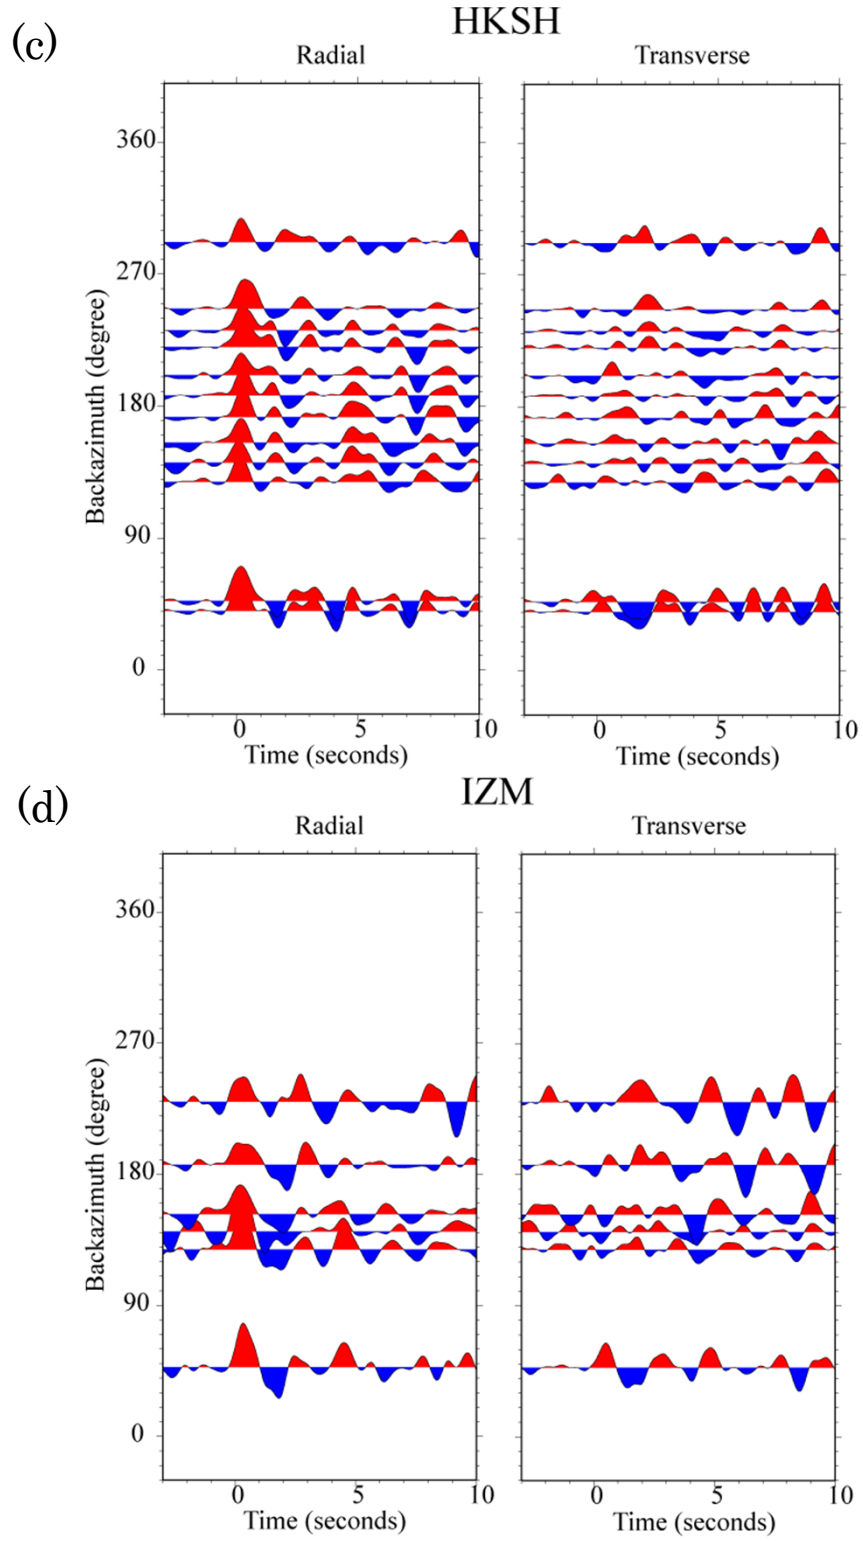 (c)
HKSH
Radial Transverse
360
270
180
90
0
Backazimuth (degree)
0 5 10 0 5 10
Time (seconds) Time (seconds)
(d)
IZM
Radial Transverse
360
270
180
90
0
Backazimuth (degree)
0 5 10 0 5 10
Time (seconds) Time (seconds)